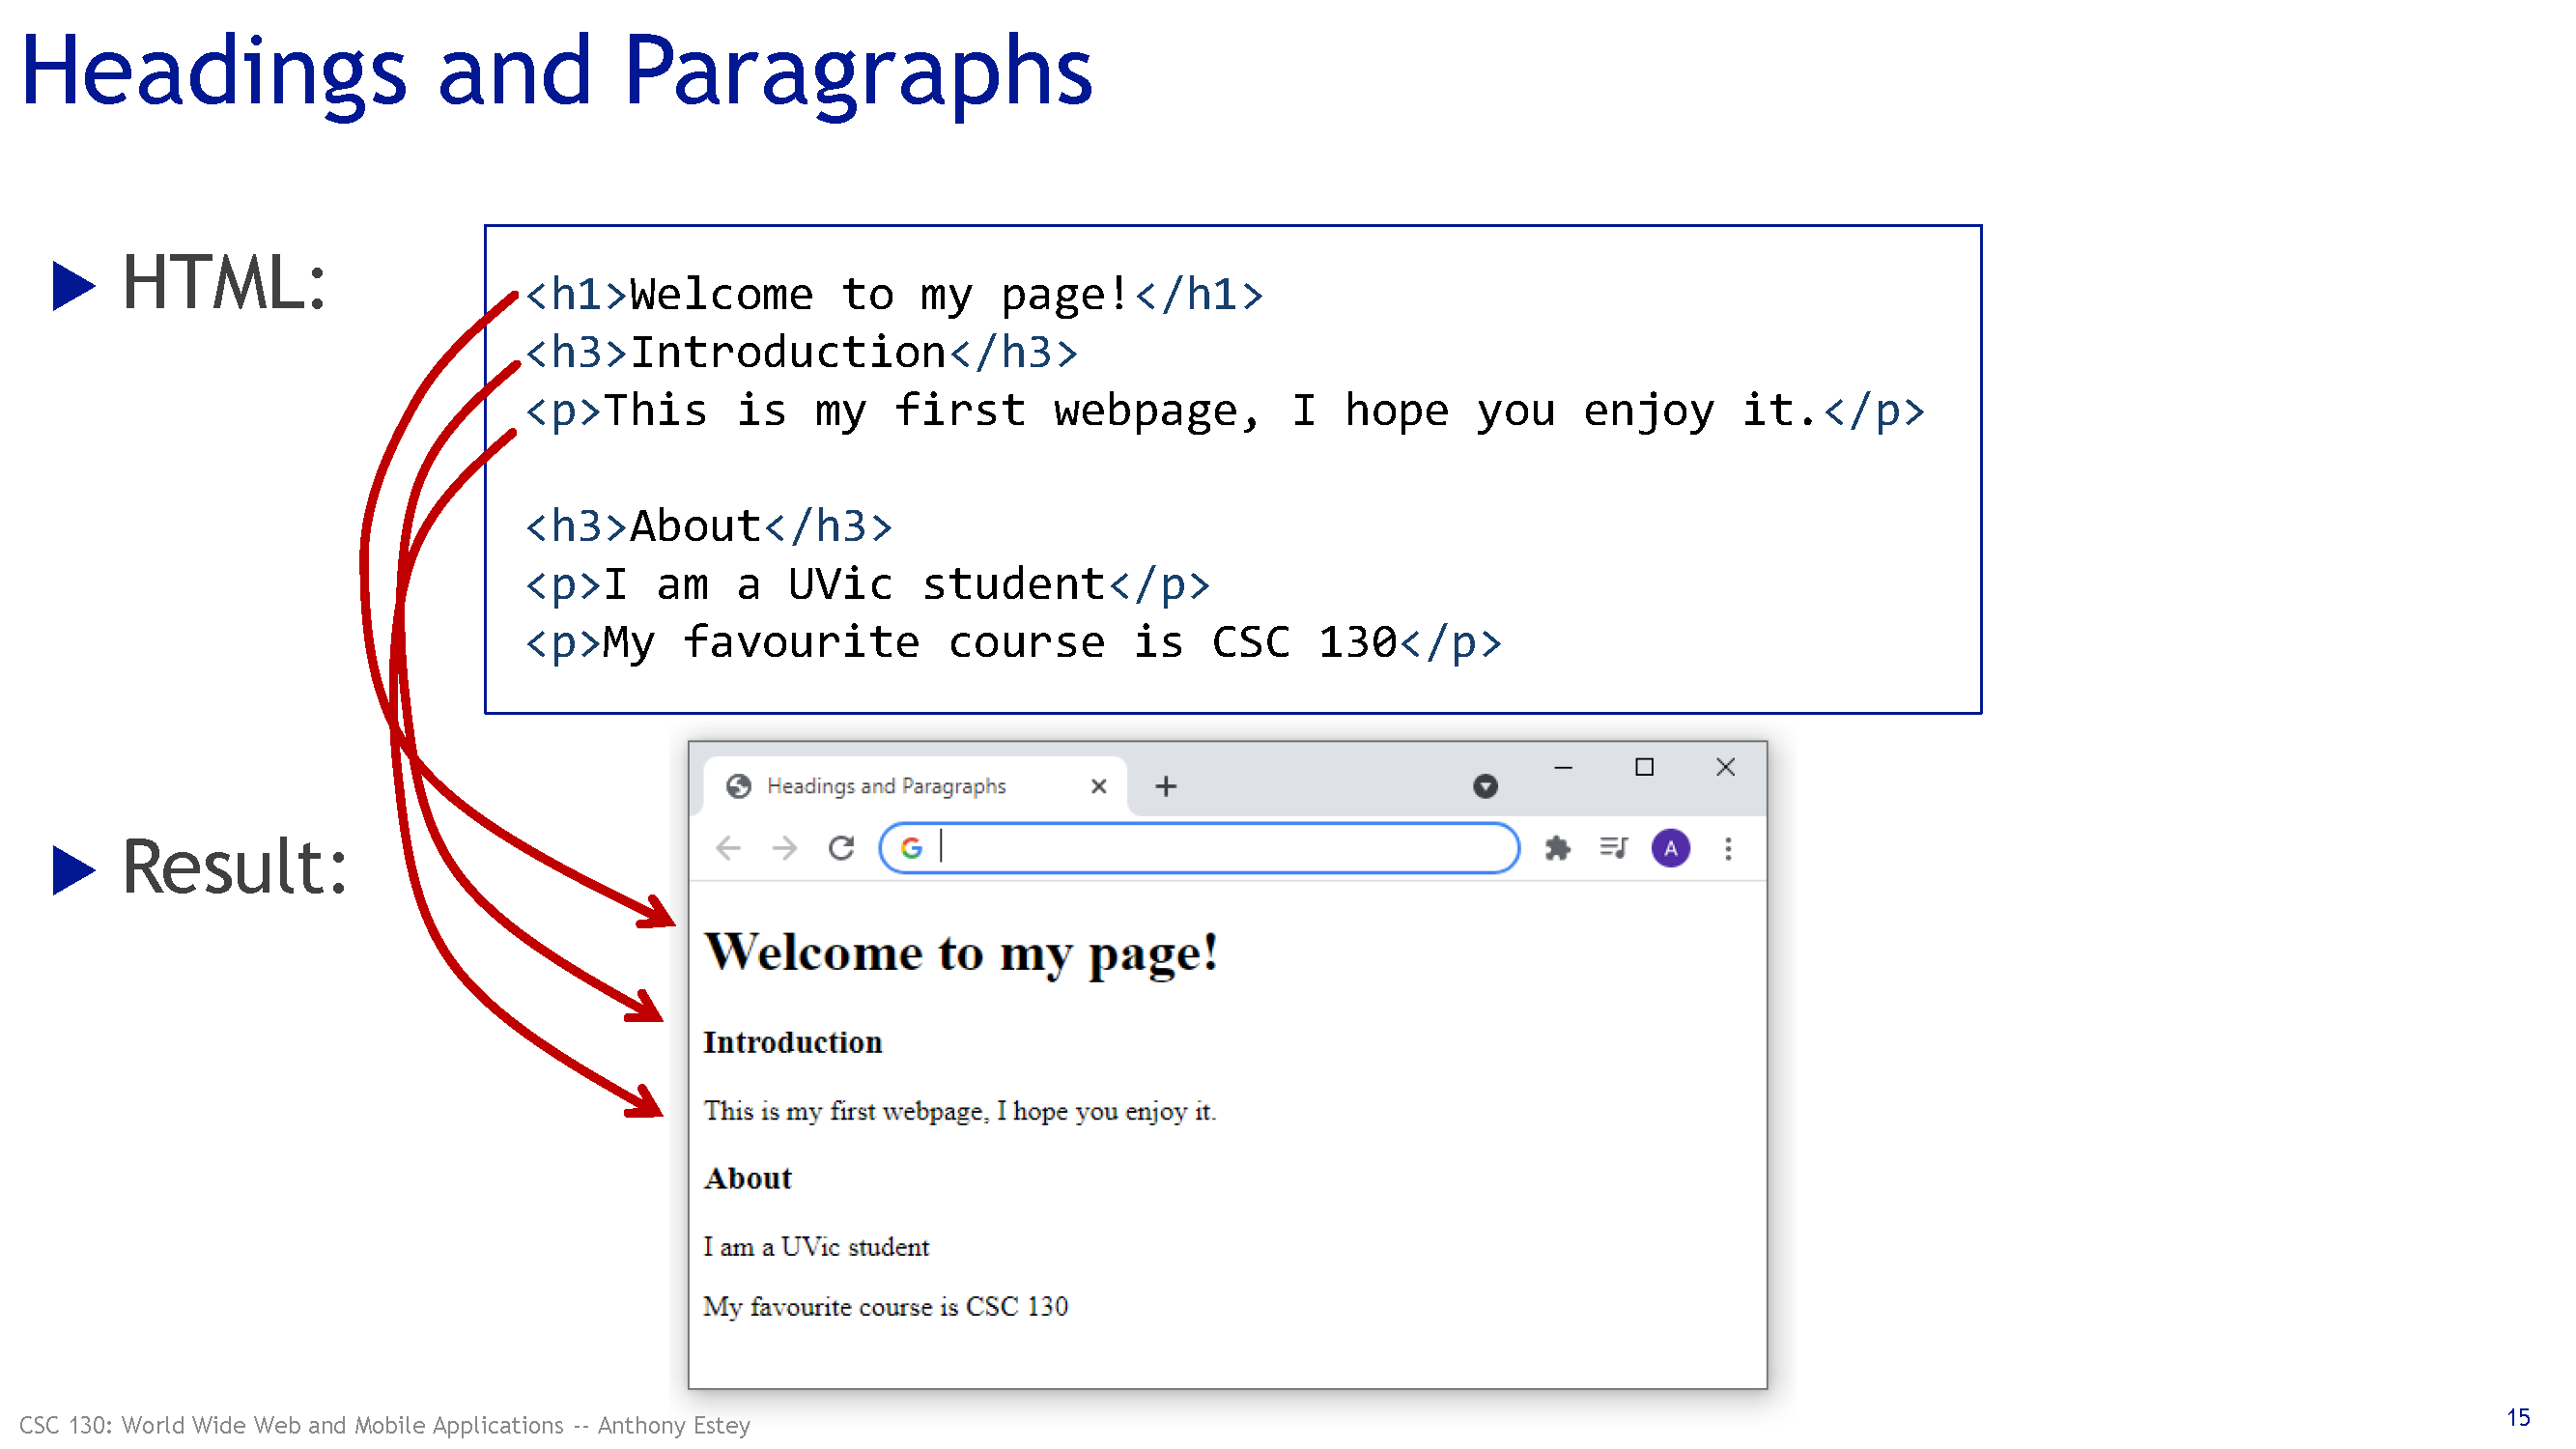 Headings and Paragraphs
HTML:
<h1>Welcome to my page!</h1>
<h3>Introduction</h3>
<p>This is my first webpage, I hope you enjoy it.</p>
<h3>About</h3>
<p>I am a UVic student</p>
<p>My favourite course is CSC 130</p>
Result:
Headings and Paragraphs
A
Welcome to my page!
Introduction
This is my first webpage, I hope you enjoy it.
About
I am a UVic student
My favourite course is CSC 130
CSC 130: World Wide Web and Mobile Applications -- Anthony Estey
15